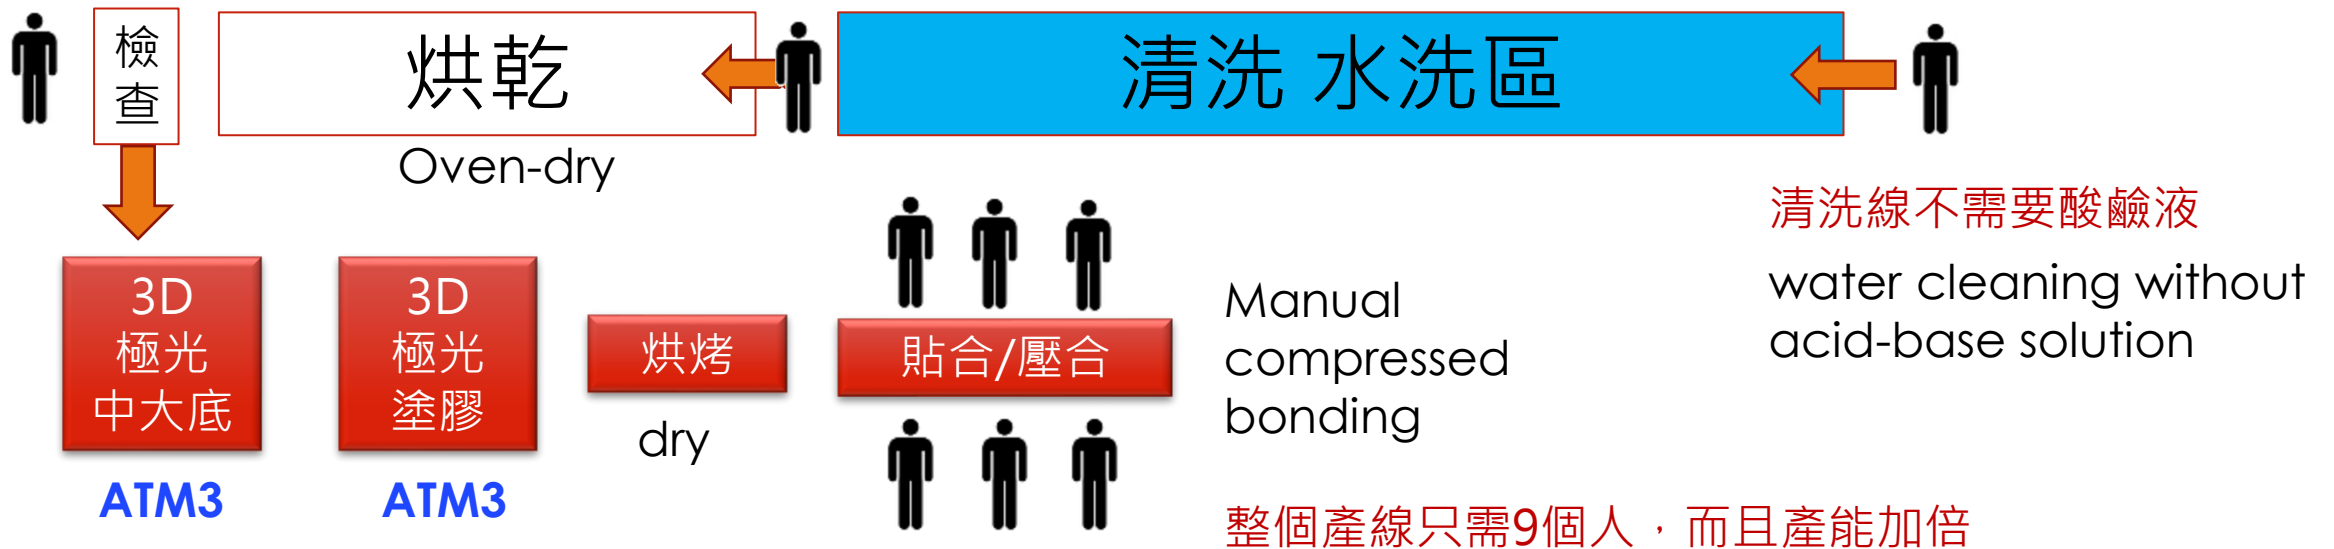 檢
查
烘乾
清洗 水洗區
Oven-dry
清洗線不需要酸鹼液
water cleaning without
acid-base solution
3D
極光
中大底
ATM3
3D
極光
塗膠
ATM3
烘烤
dry
貼合/壓合
Manual
compressed
bonding
整個產線只需9個人，而且產能加倍